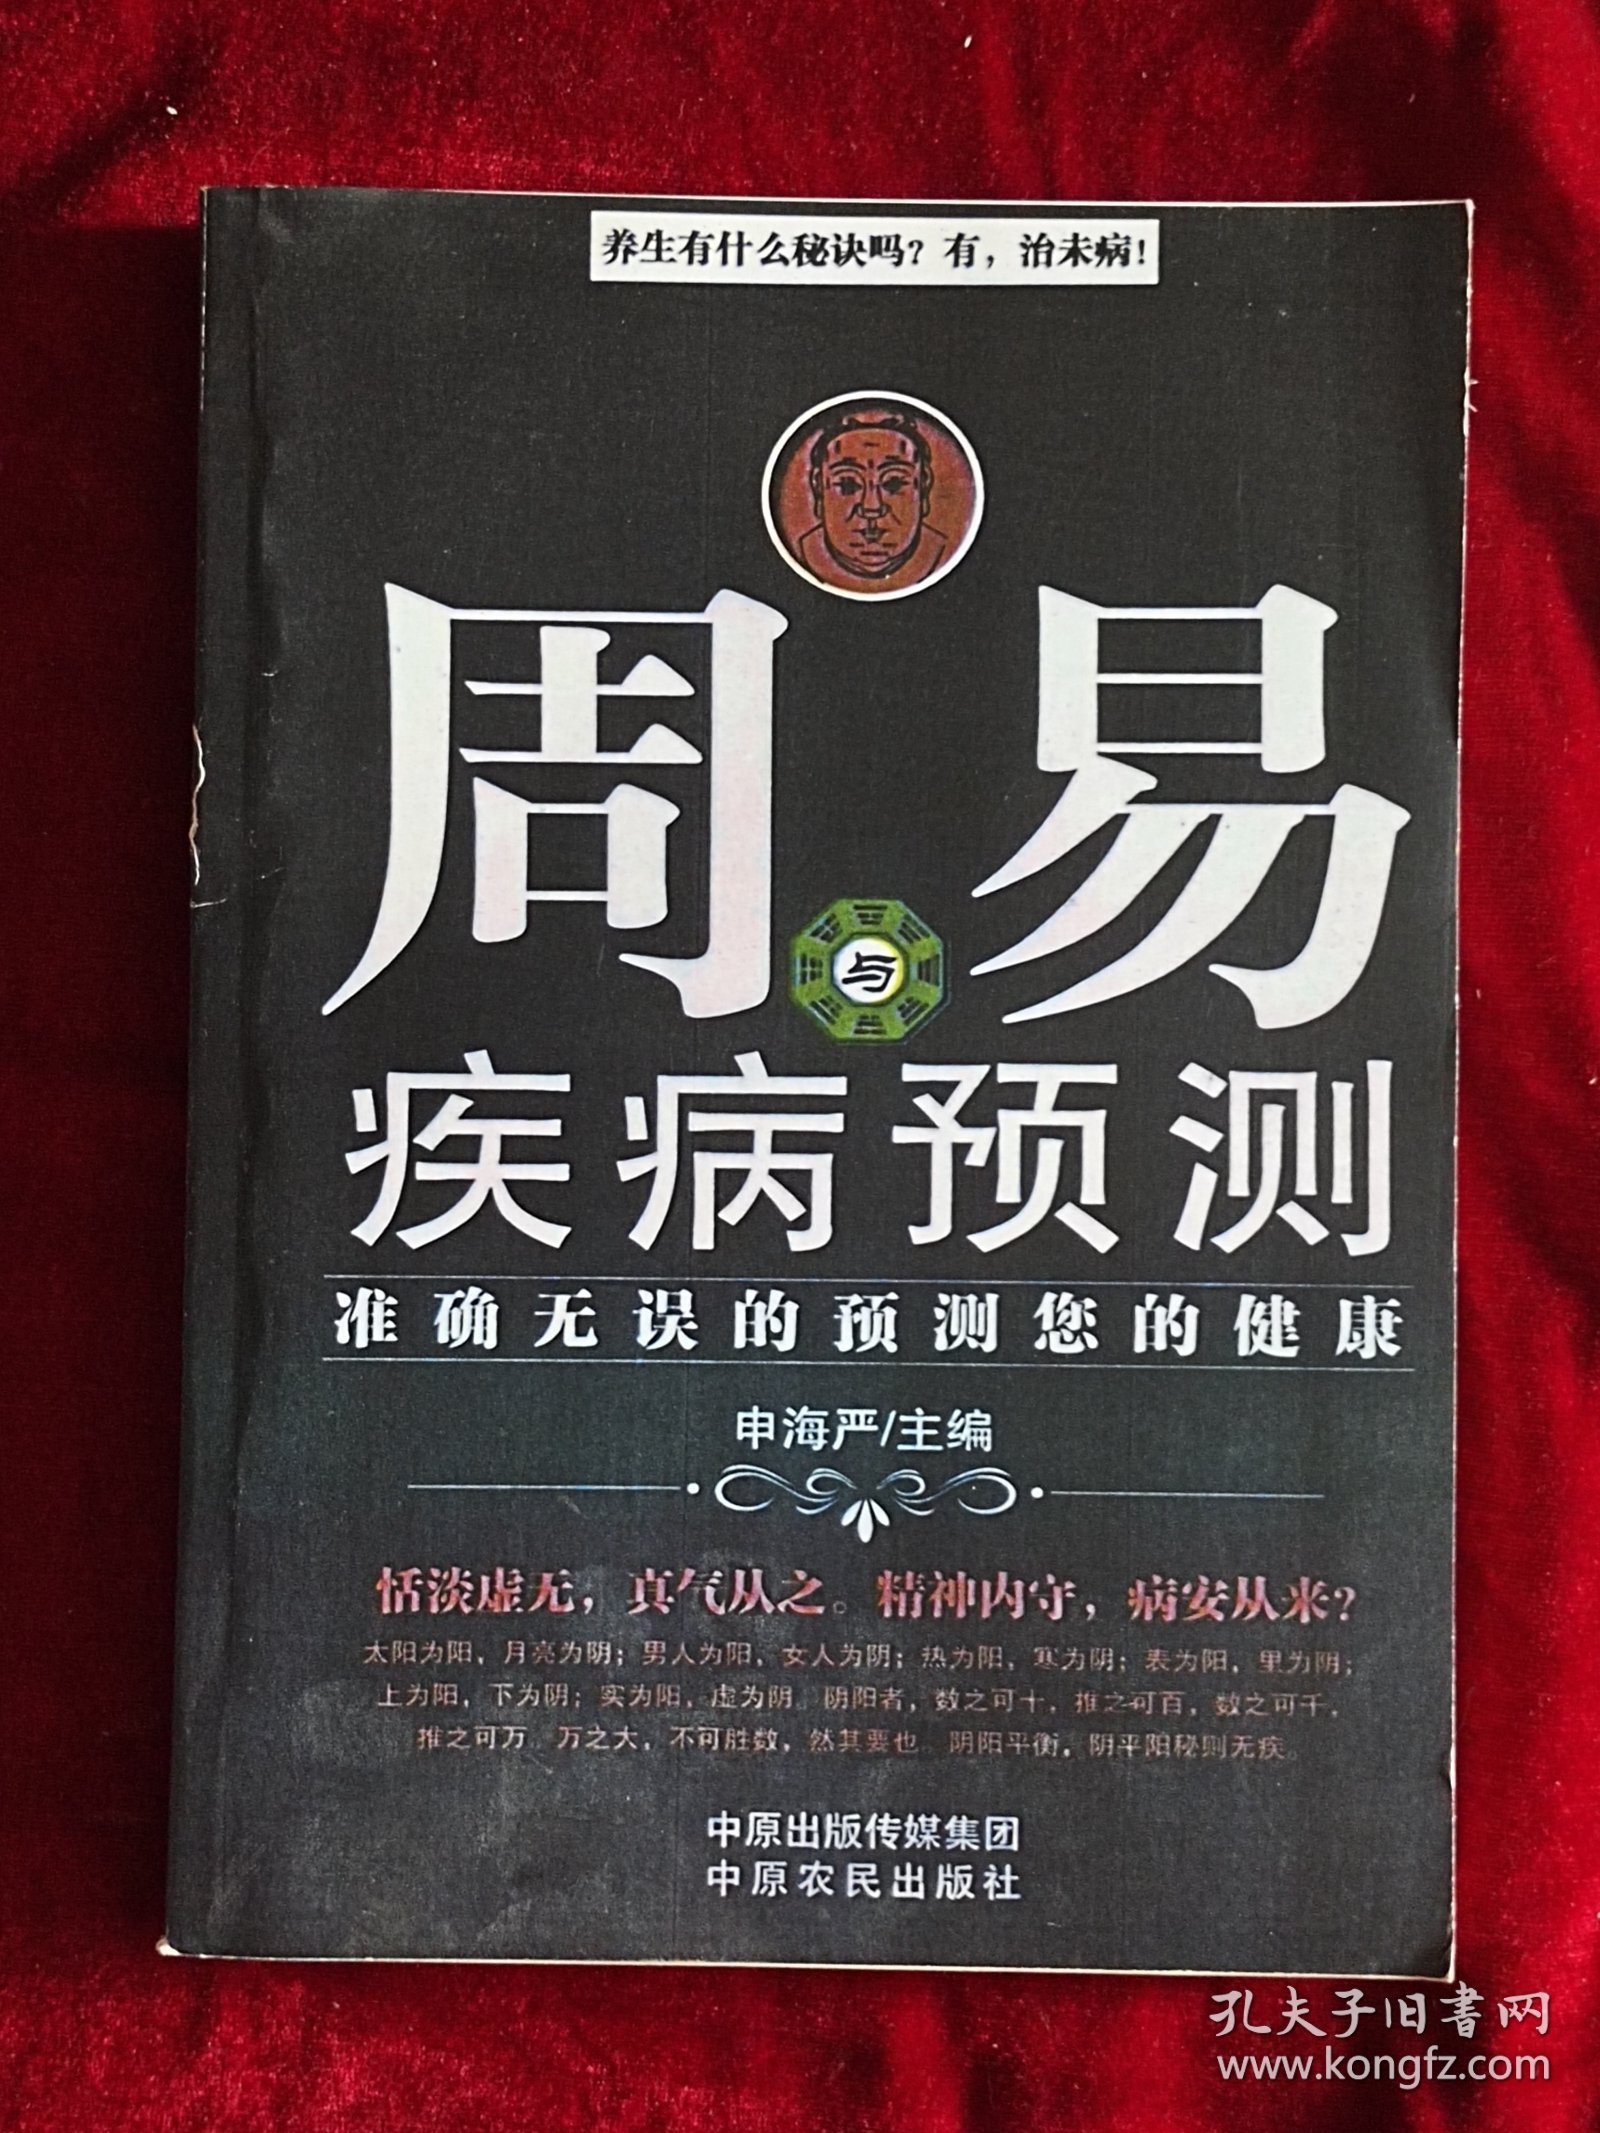 养生有什么秘诀吗？有，治未病！
周与易
疾病预测
准确无误的预测您的健康
申海严/主编
恬淡虚无，真气从之。精神内守，病安从来？
太阳为阳，月亮为阴；男人为阳，女人为阴；热为阳，寒为阴；表为阳，里为阴；
上为阳，下为阴；实为阳，虚为阴。阴阳者，数之可十，推之可百，数之可千，
推之可万。万之大，不可胜数，然其要也。阴阳平衡，阴平阳秘则无疾。
中原出版传媒集团
中原农民出版社
孔夫子旧书网
www.kongfz.com